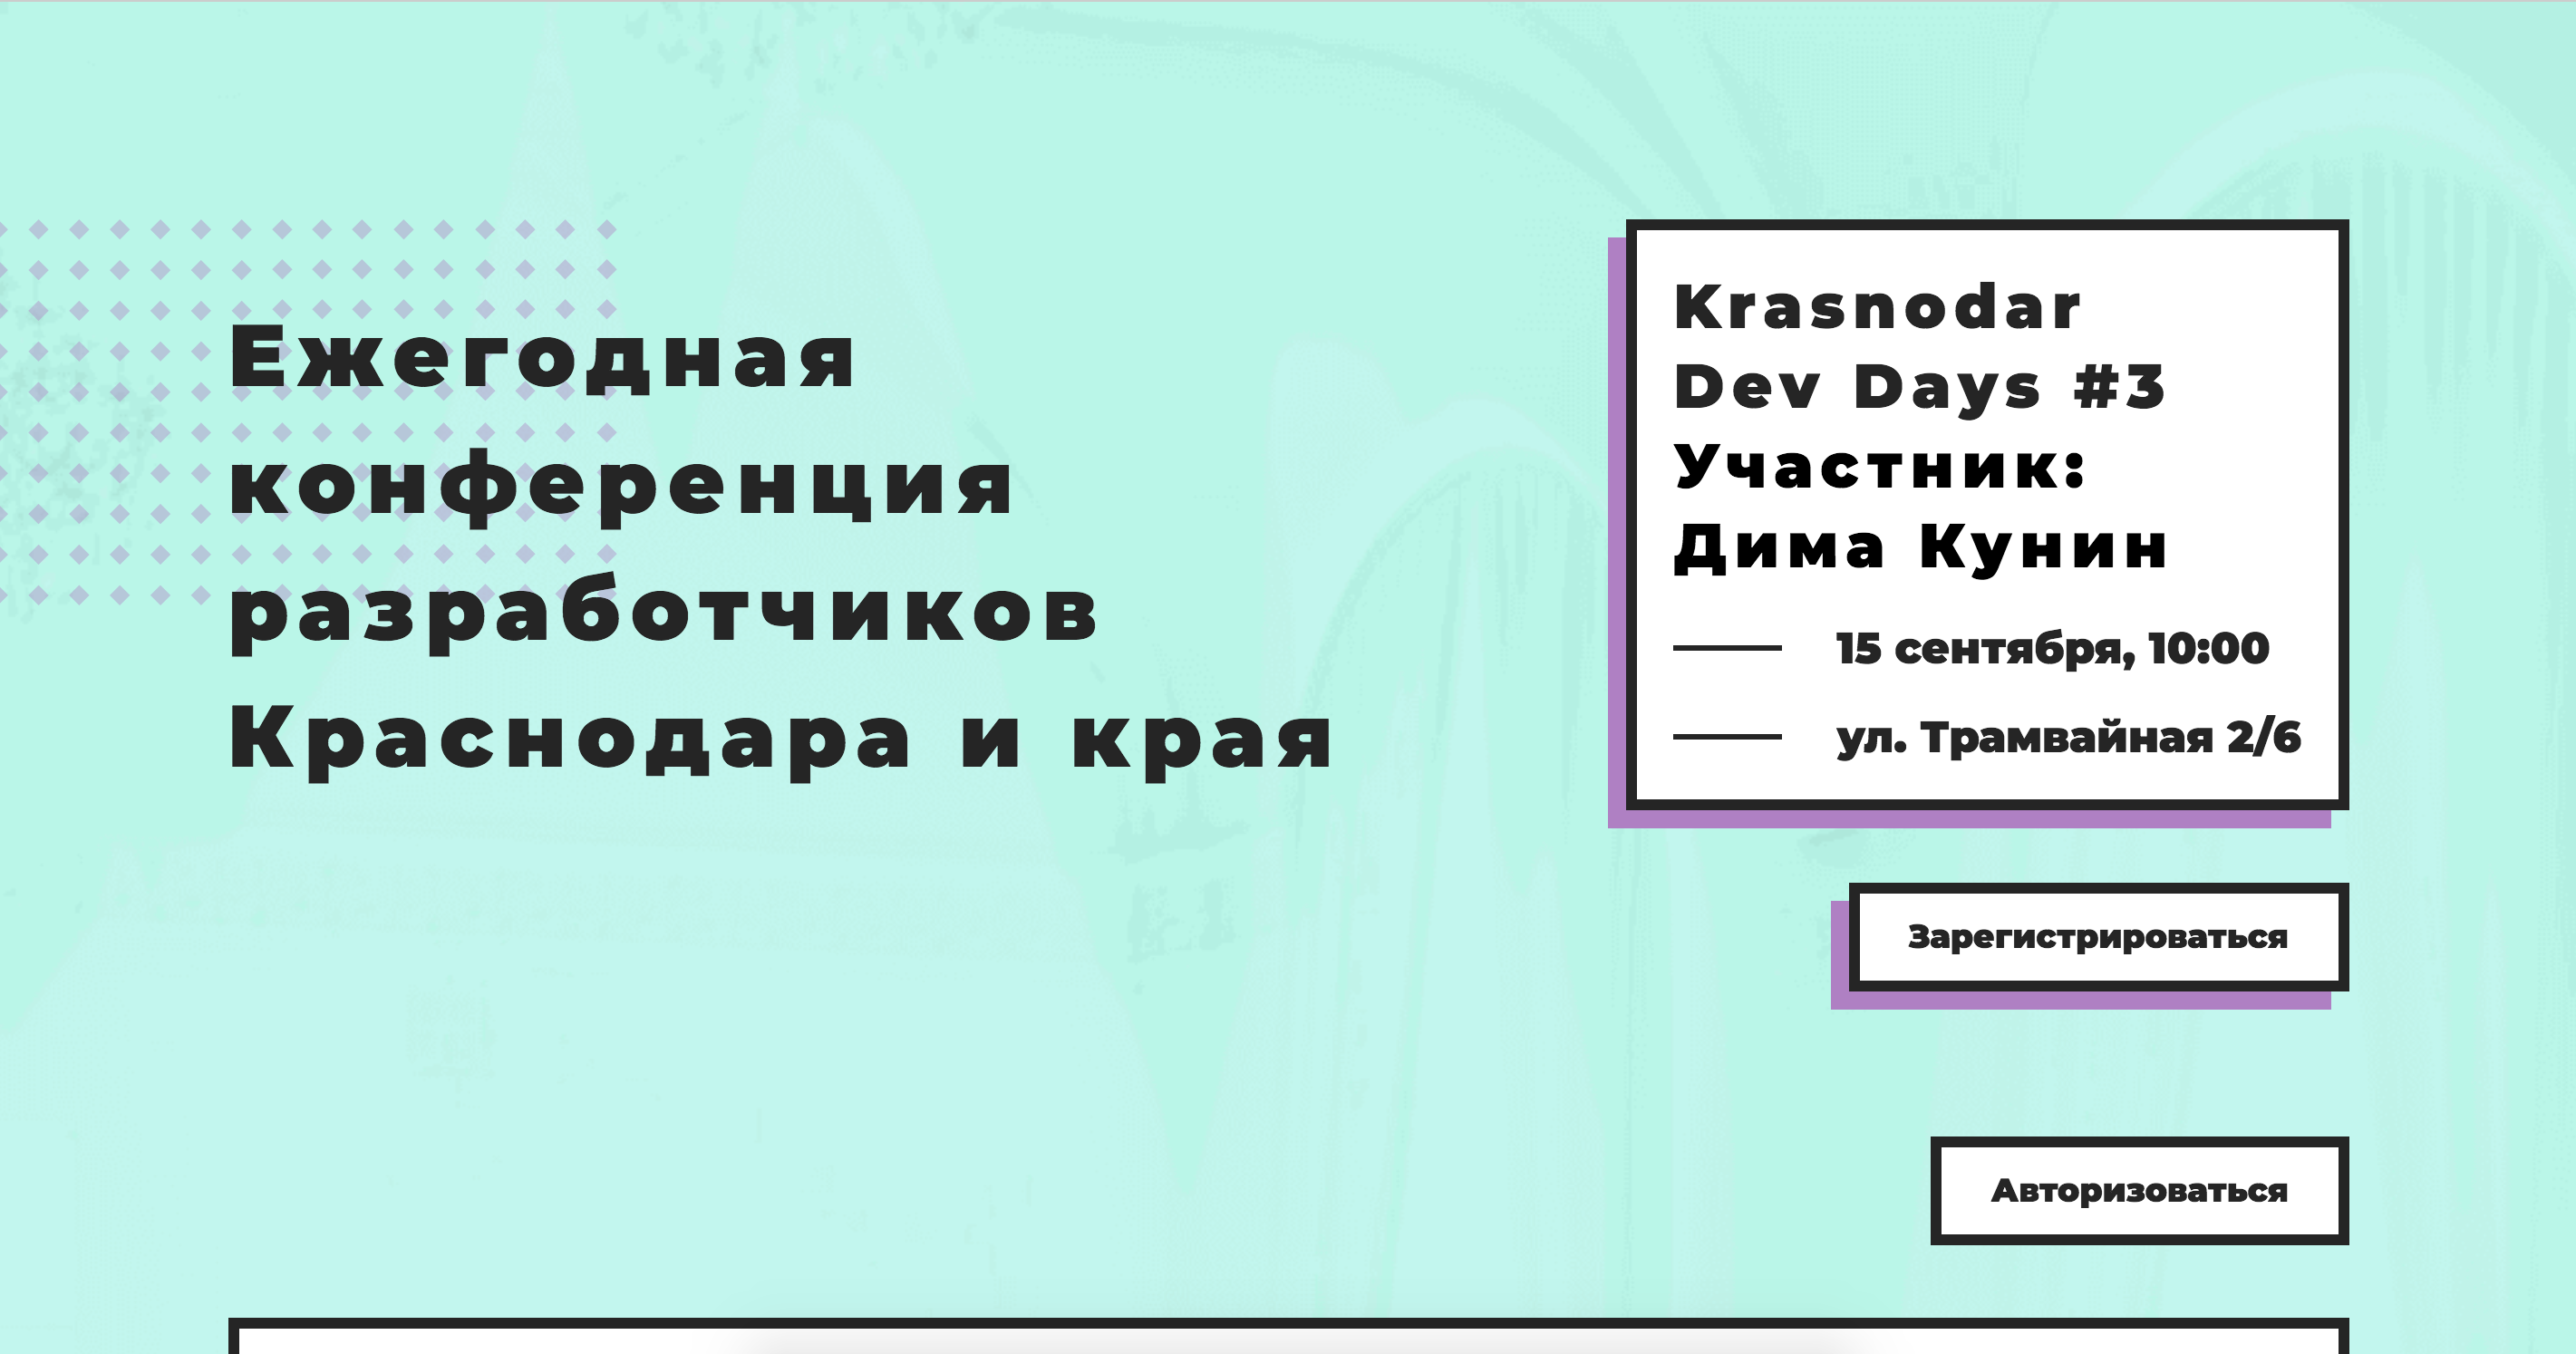 Ежегодная
конференция
разработчиков
Краснодара и края
Krasnodar
Dev Days #3
Участник:
Дима Кунин
15 сентября, 10:00
ул. Трамвайная 2/6
Зарегистрироваться
Авторизоваться